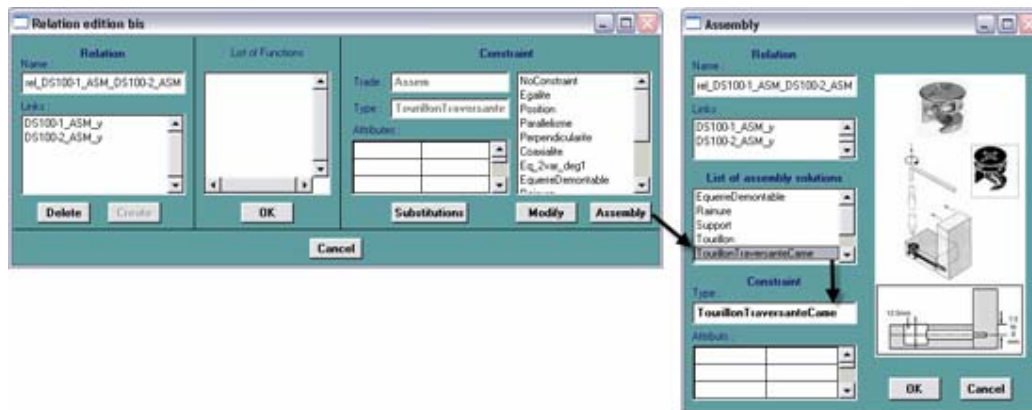 Relation edition bis
Relation
Name :
rel_DS100-1_ASM_DS100-2_ASM
Links :
DS100-1_ASM_y
DS100-2_ASM_y
Delete
Create
List of Functions
OK
Constraint
Trade :
Assem
Type :
TourillonTraversante
Attributes :
NoConstraint
Egalite
Position
Parallelisme
Perpendicularite
Coaxialite
Eq_2var_deg1
EquerreDemontable
Substitutions
Modify
Assembly
Cancel
Assembly
Relation
Name :
rel_DS100-1_ASM_DS100-2_ASM
Links :
DS100-1_ASM_y
DS100-2_ASM_y
List of assembly solutions
EquerreDemontable
Rainure
Support
Tourillon
TourillonTraversanteCame
Constraint
Type :
TourillonTraversanteCame
Attributs :
OK
Cancel